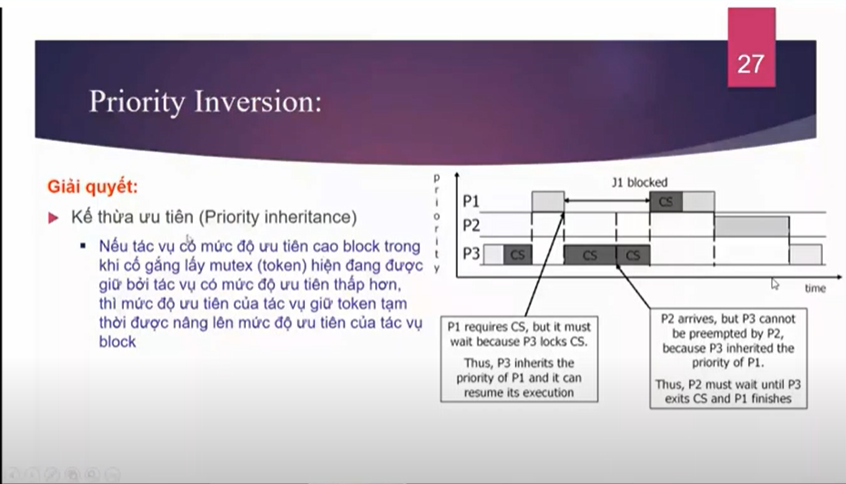 27
Priority Inversion:
Giải quyết:
Kế thừa ưu tiên (Priority inheritance)
Nếu tác vụ có mức độ ưu tiên cao block trong
khi cố gắng lấy mutex (token) hiện đang được
giữ bởi tác vụ có mức độ ưu tiên thấp hơn,
thì mức độ ưu tiên của tác vụ giữ token tạm
thời được nâng lên mức độ ưu tiên của tác vụ
block
priority
J1 blocked
P1
CS
P2
P3
CS
CS
CS
time
P1 requires CS, but it must
wait because P3 locks CS.
Thus, P3 inherits the
priority of P1 and it can
resume its execution
P2 arrives, but P3 cannot
be preempted by P2,
because P3 inherited the
priority of P1.
Thus, P2 must wait until P3
exits CS and P1 finishes